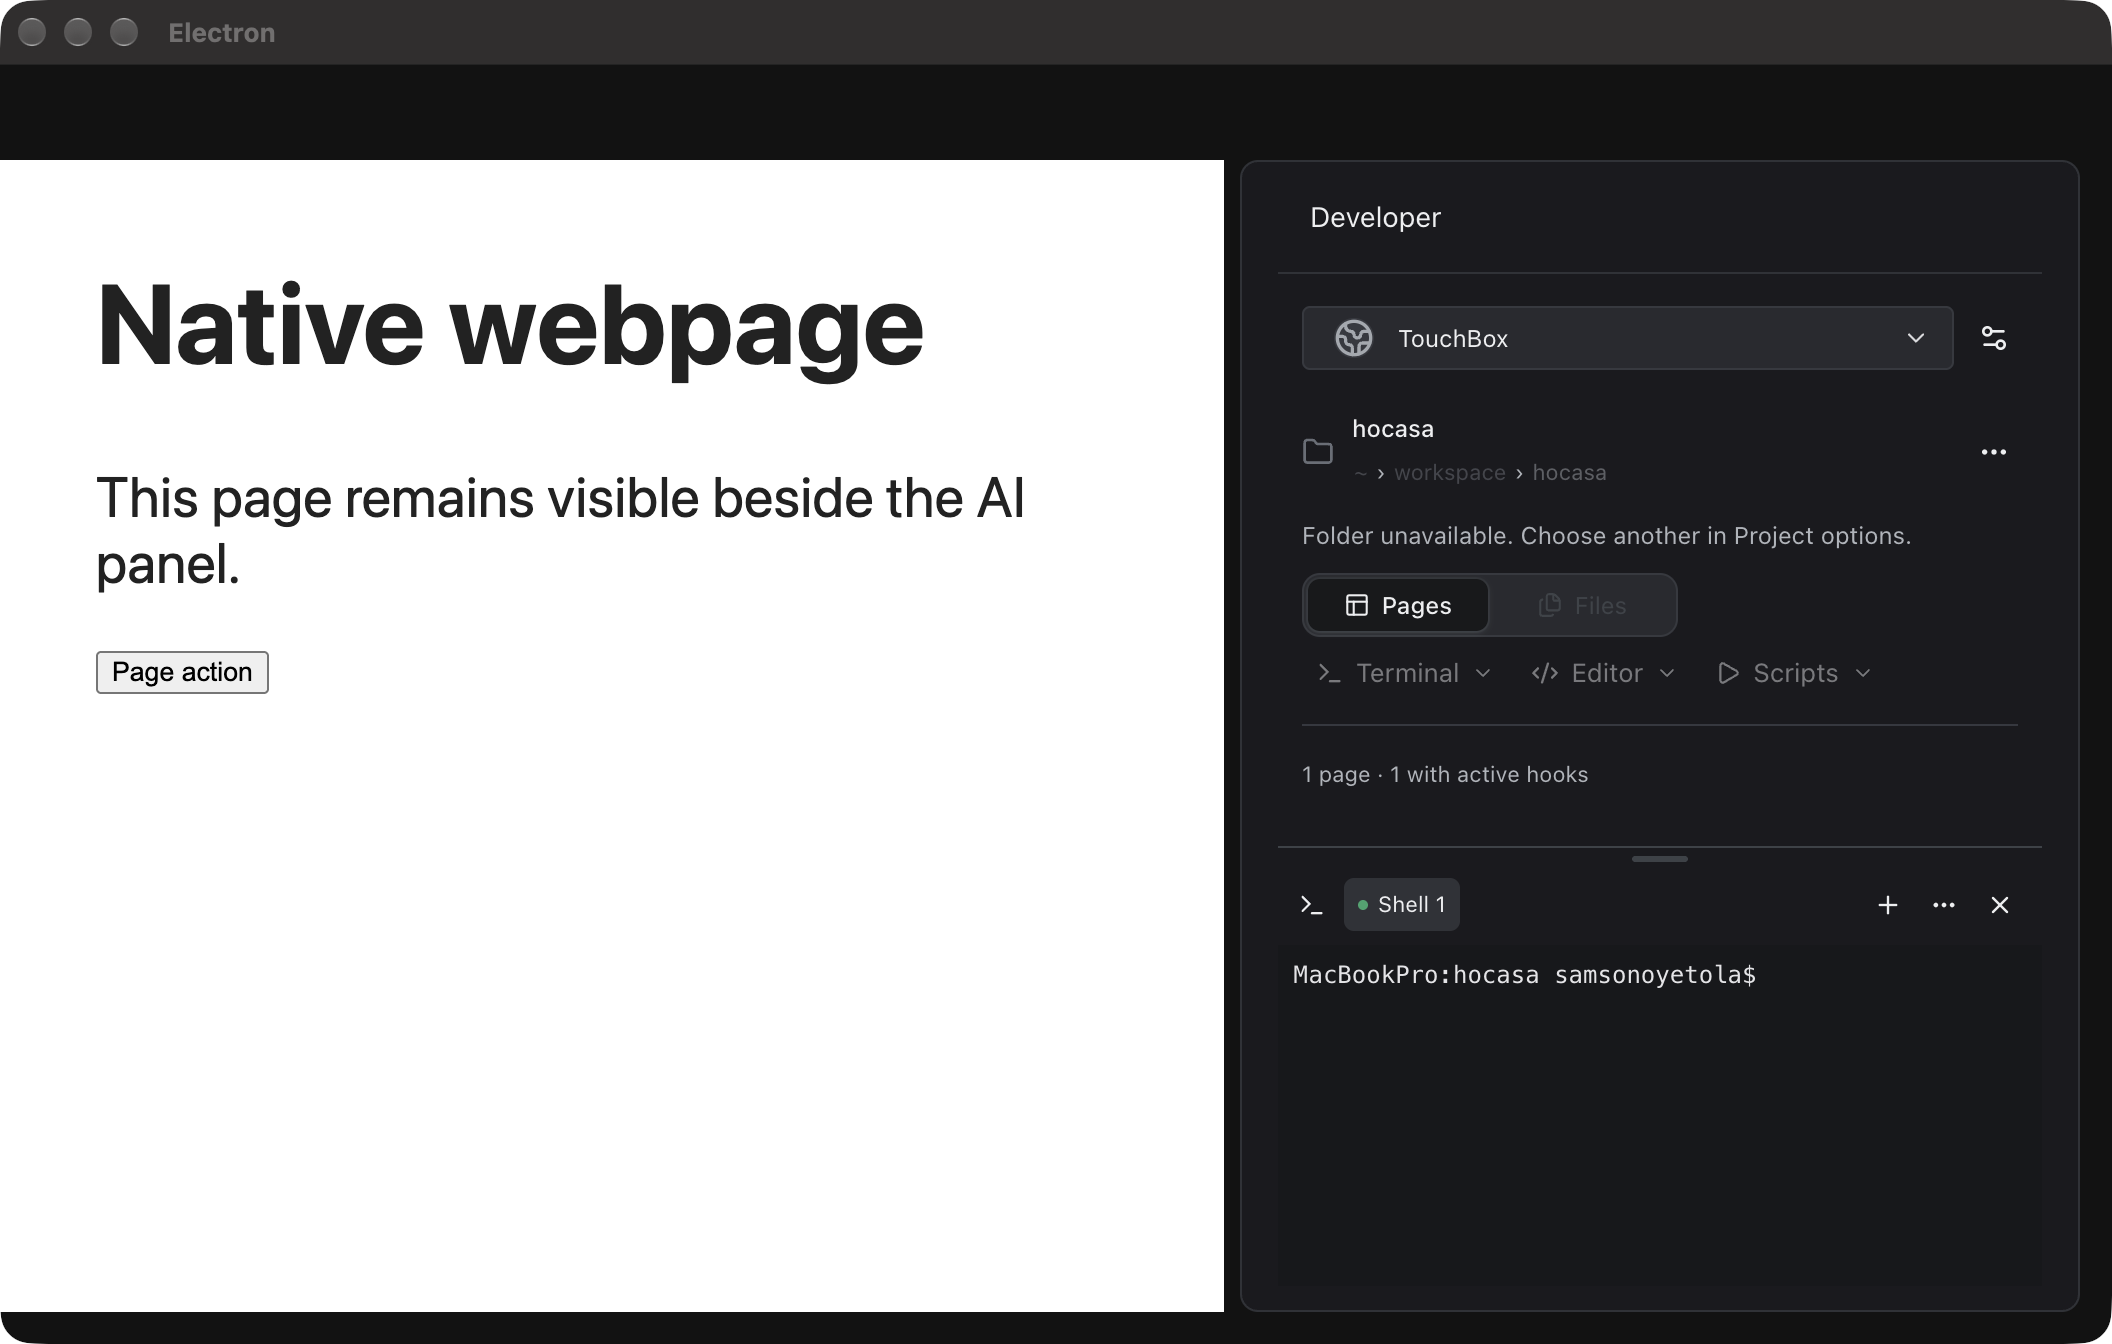 Electron
Native webpage
This page remains visible beside the AI
panel.
Page action
Developer
TouchBox
hocasa
~ › workspace › hocasa
Folder unavailable. Choose another in Project options.
Pages Files
Terminal Editor Scripts
1 page · 1 with active hooks
Shell 1
MacBookPro:hocasa samsonoyetola$